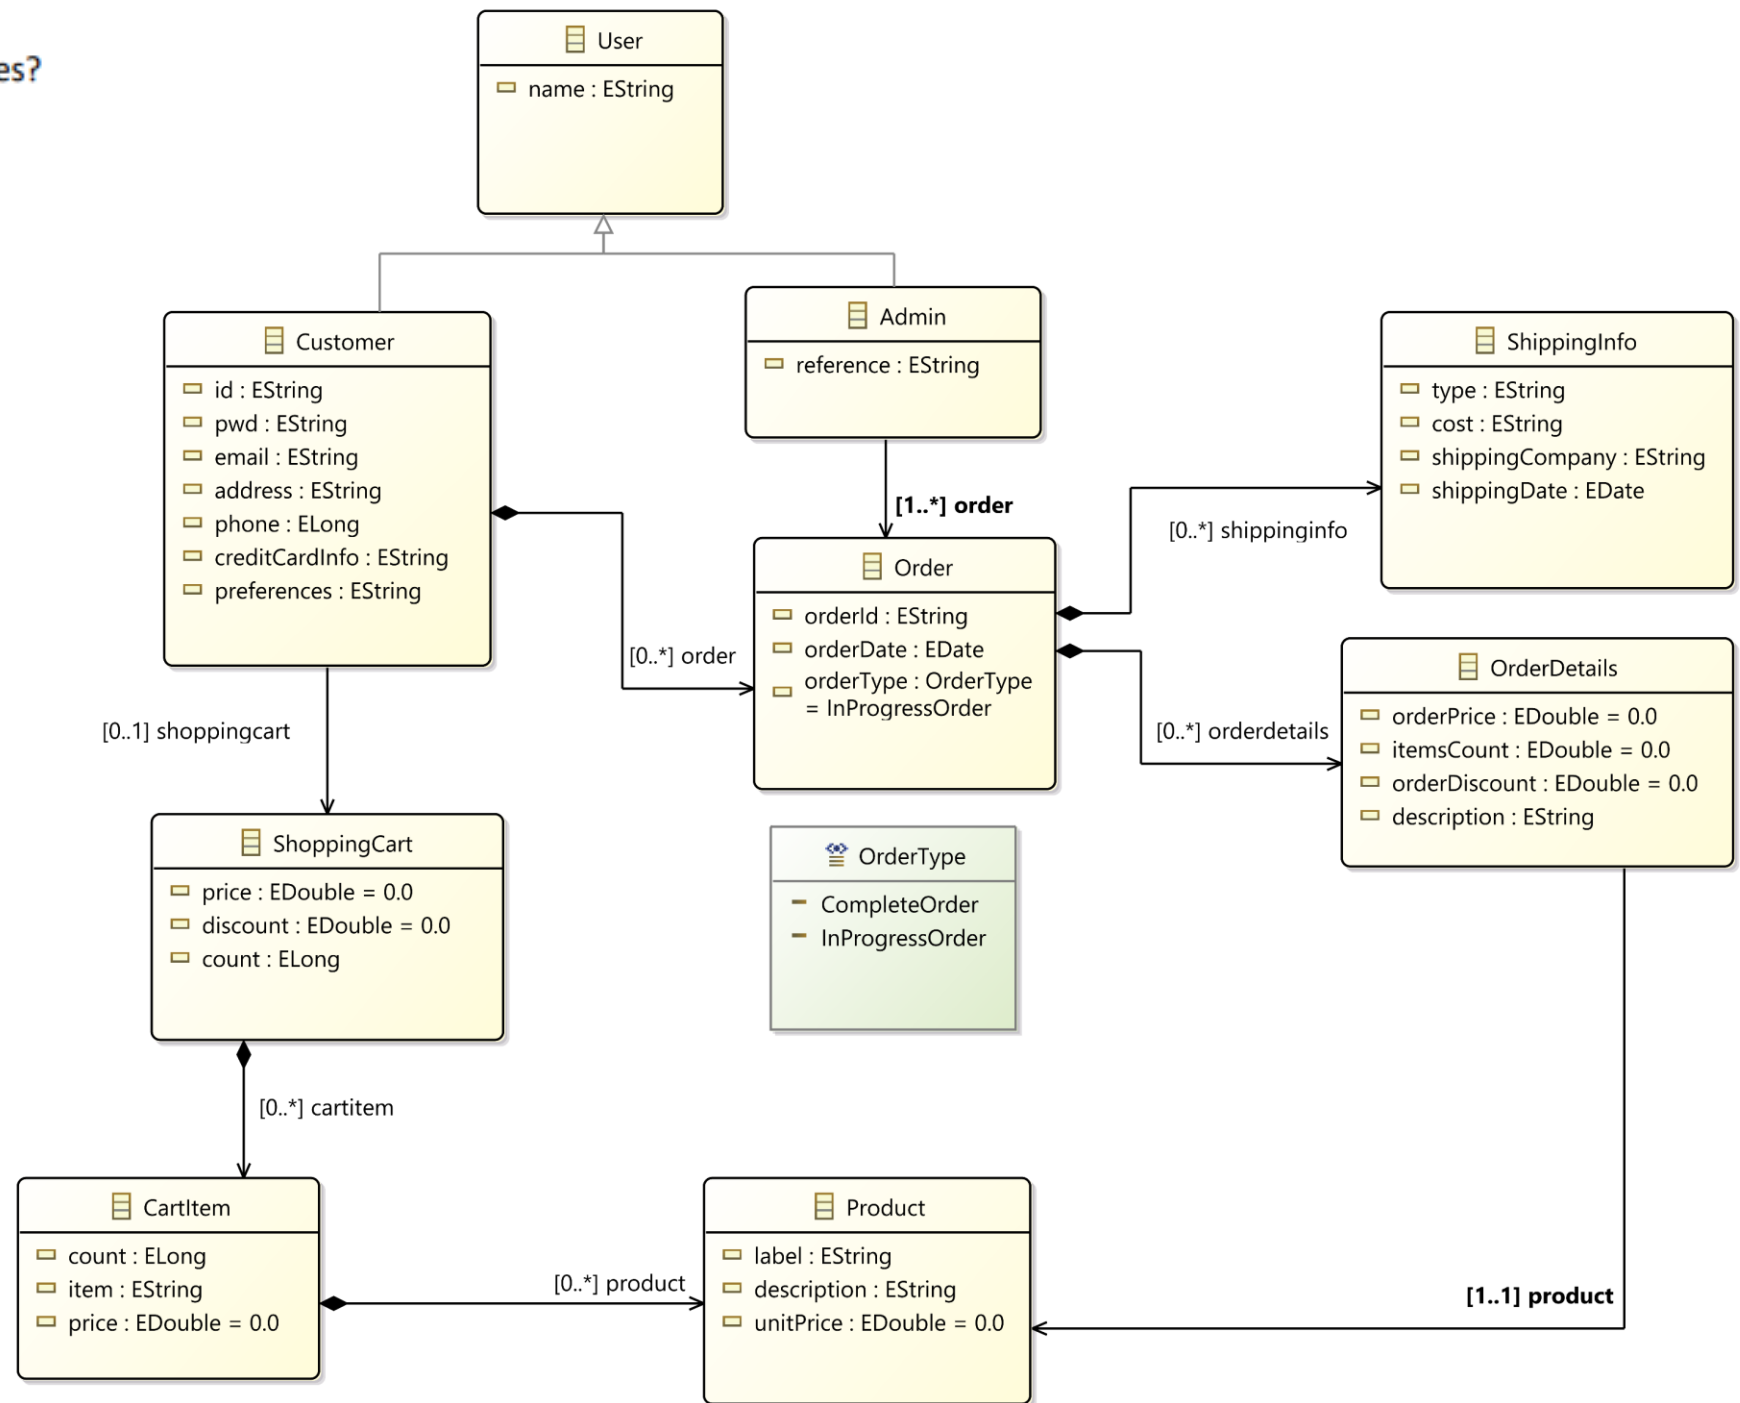 es?
User
name : EString
Customer
id : EString
pwd : EString
email : EString
address : EString
phone : ELong
creditCardInfo : EString
preferences : EString
Admin
reference : EString
ShippingInfo
type : EString
cost : EString
shippingCompany : EString
shippingDate : EDate
[1..*] order
[0..*] shippinginfo
Order
orderId : EString
orderDate : EDate
orderType : OrderType
= InProgressOrder
[0..*] order
[0..1] shoppingcart
[0..*] orderdetails
OrderDetails
orderPrice : EDouble = 0.0
itemsCount : EDouble = 0.0
orderDiscount : EDouble = 0.0
description : EString
ShoppingCart
price : EDouble = 0.0
discount : EDouble = 0.0
count : ELong
OrderType
CompleteOrder
InProgressOrder
[0..*] cartitem
CartItem
count : ELong
item : EString
price : EDouble = 0.0
[0..*] product
Product
label : EString
description : EString
unitPrice : EDouble = 0.0
[1..1] product